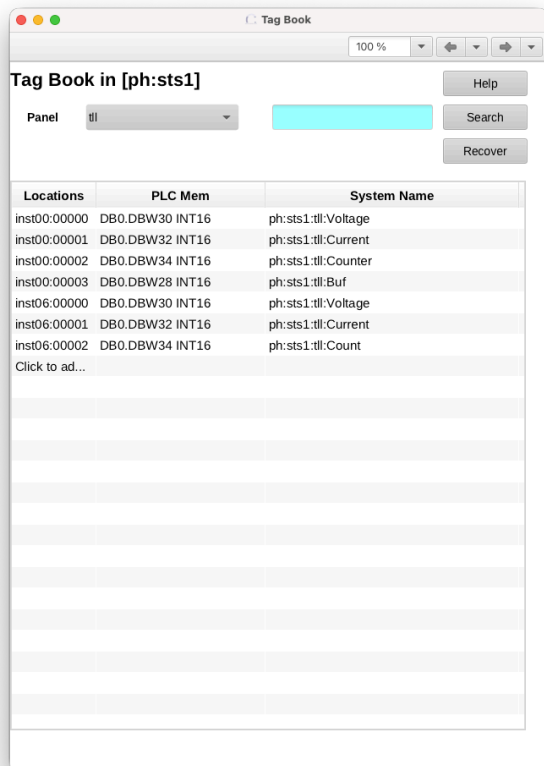 Tag Book
100 %
Tag Book in [ph:sts1]
Help
Panel tll Search
Recover
Locations PLC Mem System Name
inst00:00000 DB0.DBW30 INT16 ph:sts1:tll:Voltage
inst00:00001 DB0.DBW32 INT16 ph:sts1:tll:Current
inst00:00002 DB0.DBW34 INT16 ph:sts1:tll:Counter
inst00:00003 DB0.DBW28 INT16 ph:sts1:tll:Buf
inst06:00000 DB0.DBW30 INT16 ph:sts1:tll:Voltage
inst06:00001 DB0.DBW32 INT16 ph:sts1:tll:Current
inst06:00002 DB0.DBW34 INT16 ph:sts1:tll:Count
Click to ad...